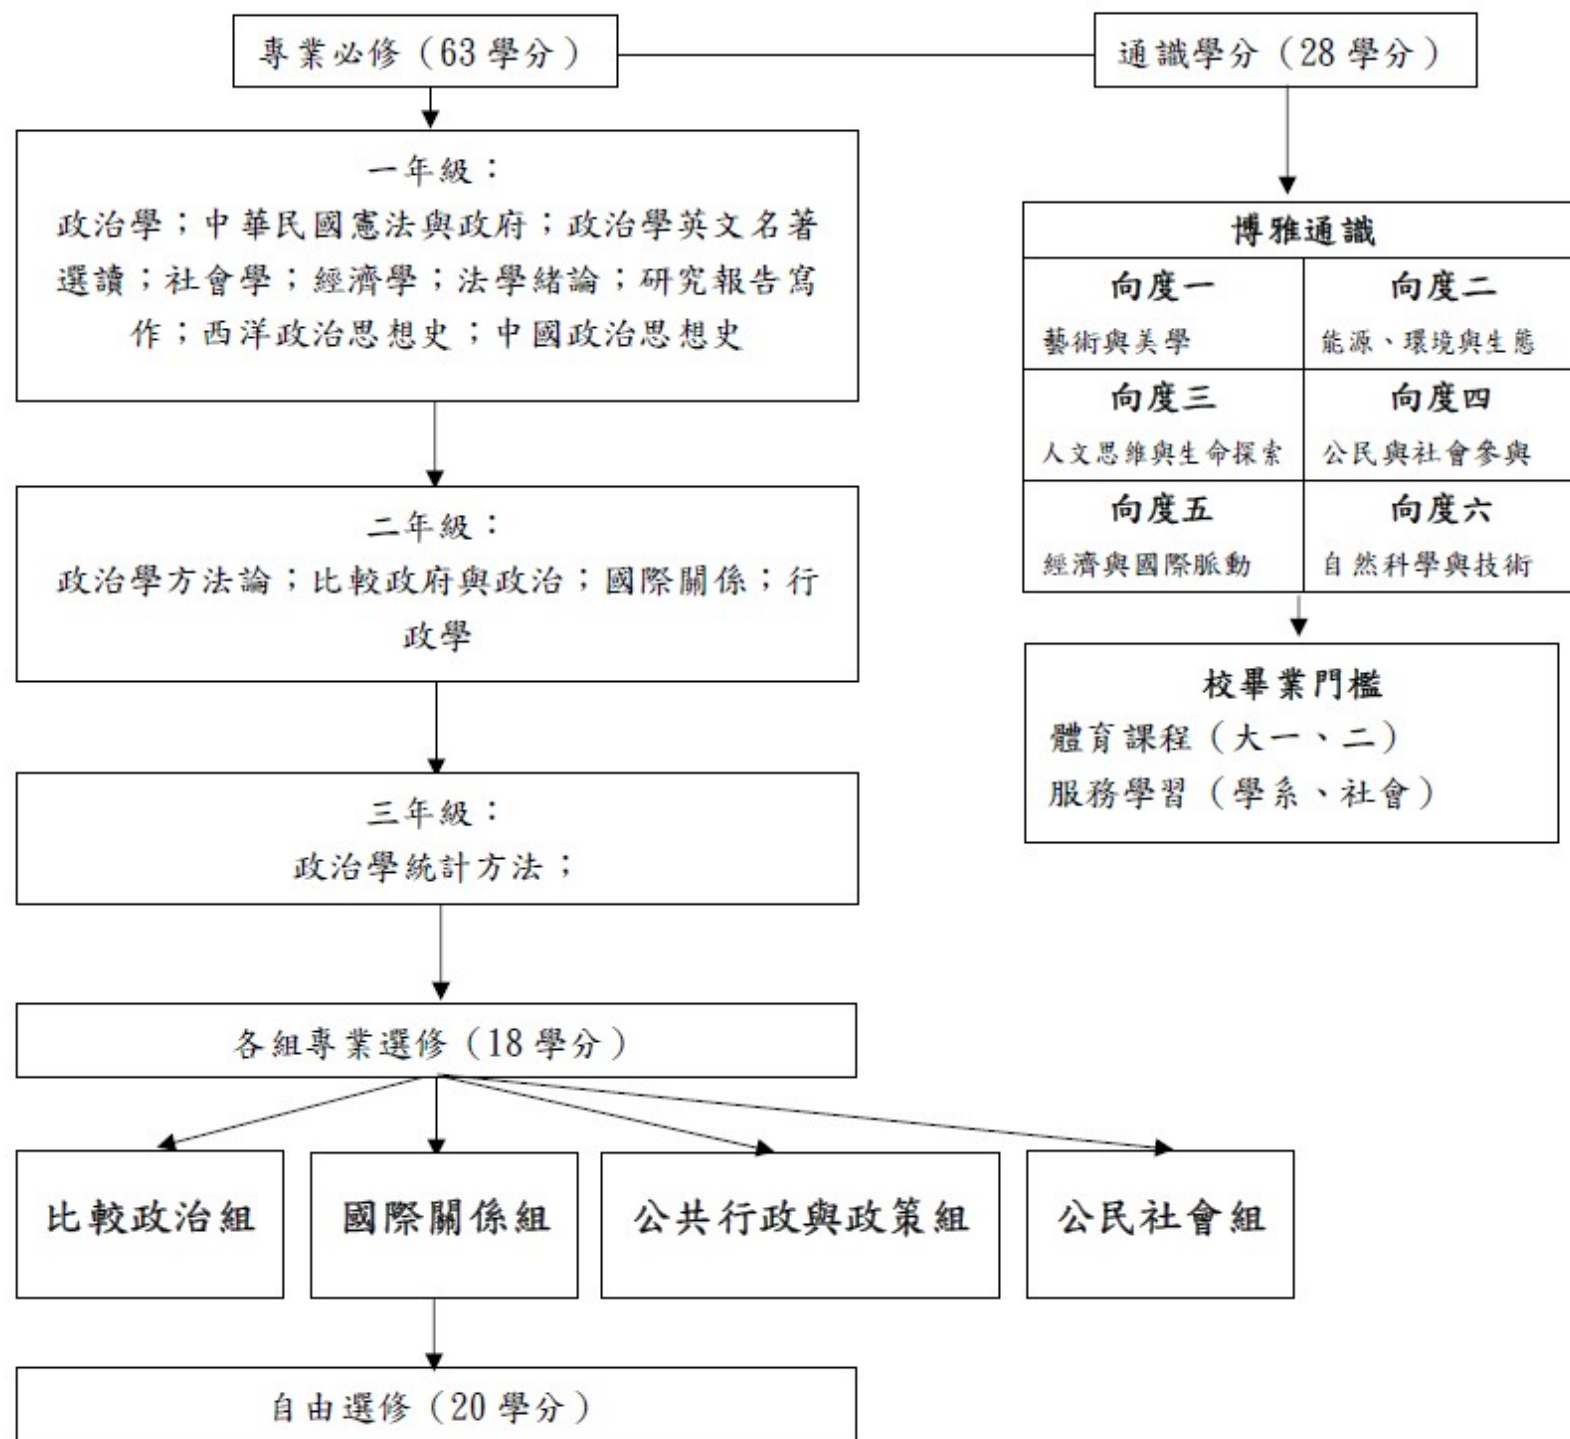 專業必修（63 學分）
通識學分（28 學分）
一年級：
政治學；中華民國憲法與政府；政治學英文名著
選讀；社會學；經濟學；法學緒論；研究報告寫
作；西洋政治思想史；中國政治思想史
二年級：
政治學方法論；比較政府與政治；國際關係；行
政學
三年級：
政治學統計方法；
各組專業選修（18 學分）
比較政治組
國際關係組
公共行政與政策組
公民社會組
自由選修（20 學分）
博雅通識
向度一
藝術與美學
向度二
能源、環境與生態
向度三
人文思維與生命探索
向度四
公民與社會參與
向度五
經濟與國際脈動
向度六
自然科學與技術
校畢業門檻
體育課程（大一、二）
服務學習（學系、社會）